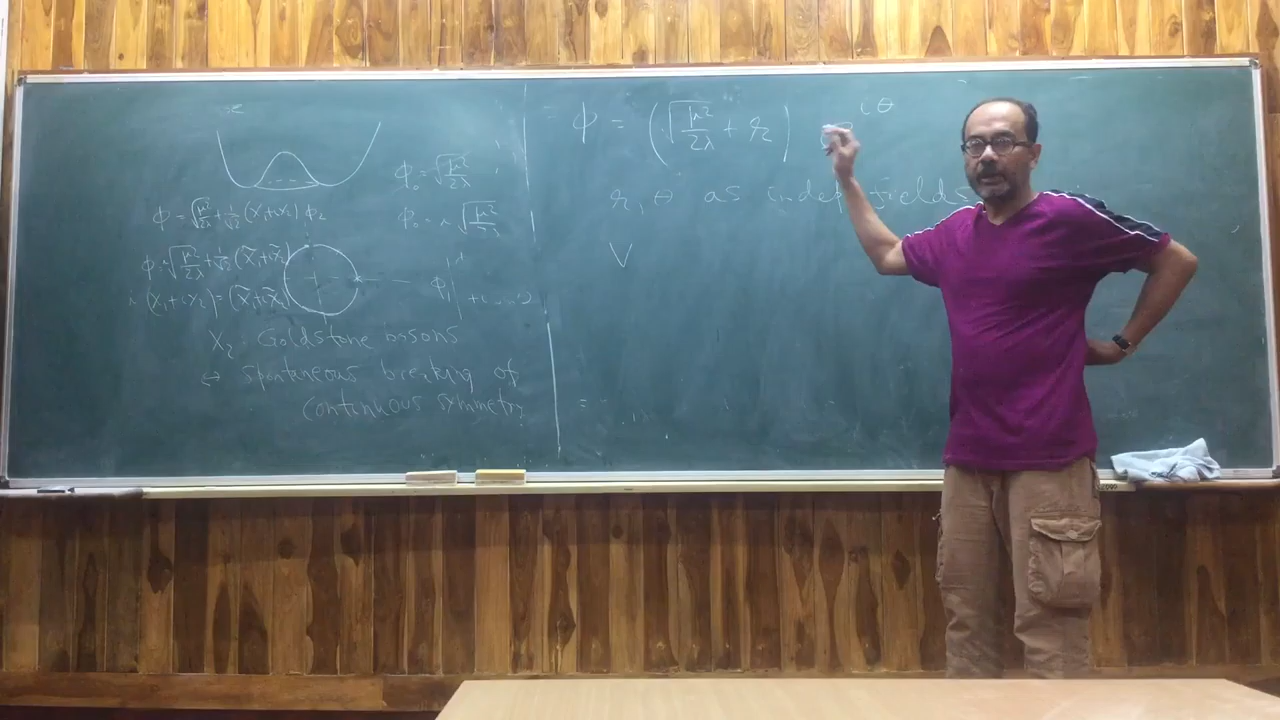 ϕ₀ = √(μ²/2λ)
ϕ = √(μ²/2λ) + 1/√2 (χ₁+iχ₂) ϕ₂
ϕ₀ = i √(μ²/2λ)
ϕ = i√(μ²/2λ) + 1/√2 (χ̃₁+iχ̃₂)
(χ₁+iχ₂) = (χ̃₁+iχ̃₂)
χ₂ Goldstone bosons
↔ spontaneous breaking of
continuous symmetry
ϕ = (√(μ²/2λ) + η) iθ
η, θ as indep fields
V